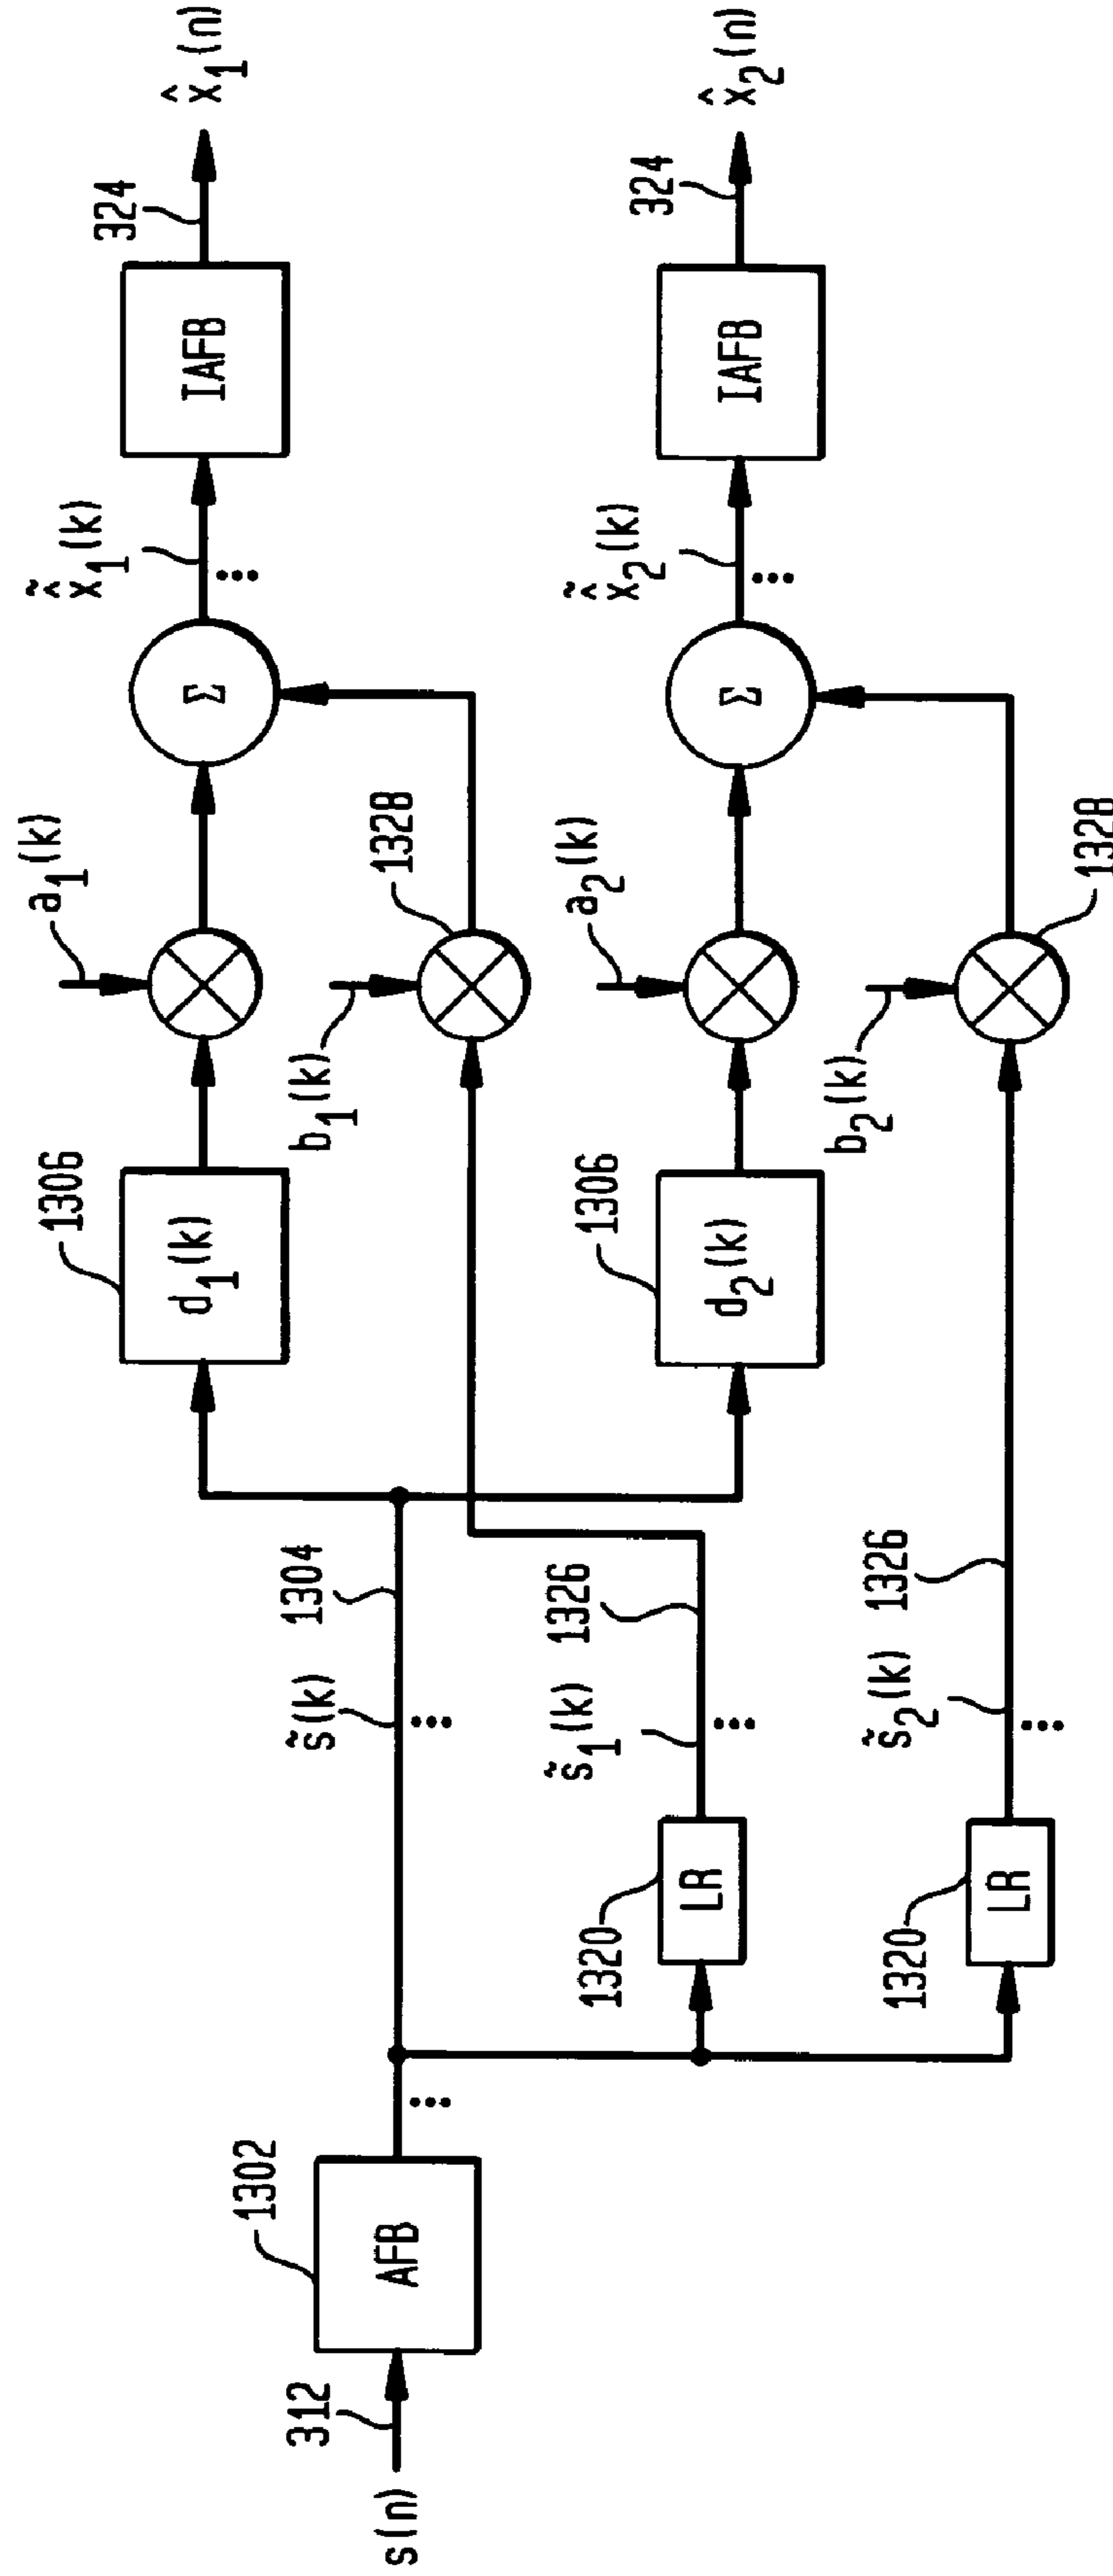 s(n)
312
AFB
1302
s̃(k)
1304
LR
1320
s̃₁(k)
1326
LR
1320
s̃₂(k)
1326
d₁(k)
1306
a₁(k)
b₁(k)
1328
Σ
x̂̃₁(k)
IAFB
324
x̂₁(n)
d₂(k)
1306
a₂(k)
b₂(k)
1328
Σ
x̂̃₂(k)
IAFB
324
x̂₂(n)